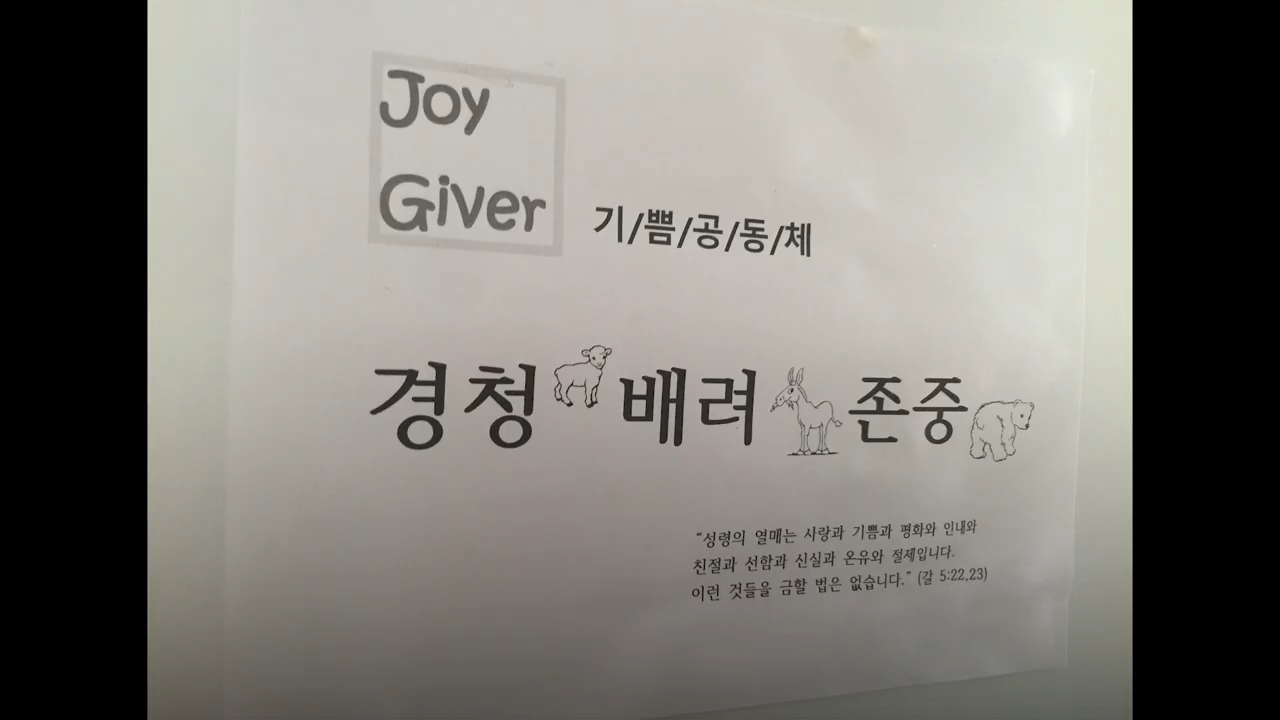 Joy
Giver
기/쁨/공/동/체
경청 배려 존중
“성령의 열매는 사랑과 기쁨과 평화와 인내와
친절과 선함과 신실과 온유와 절제입니다.
이런 것들을 금할 법은 없습니다.” (갈 5:22,23)